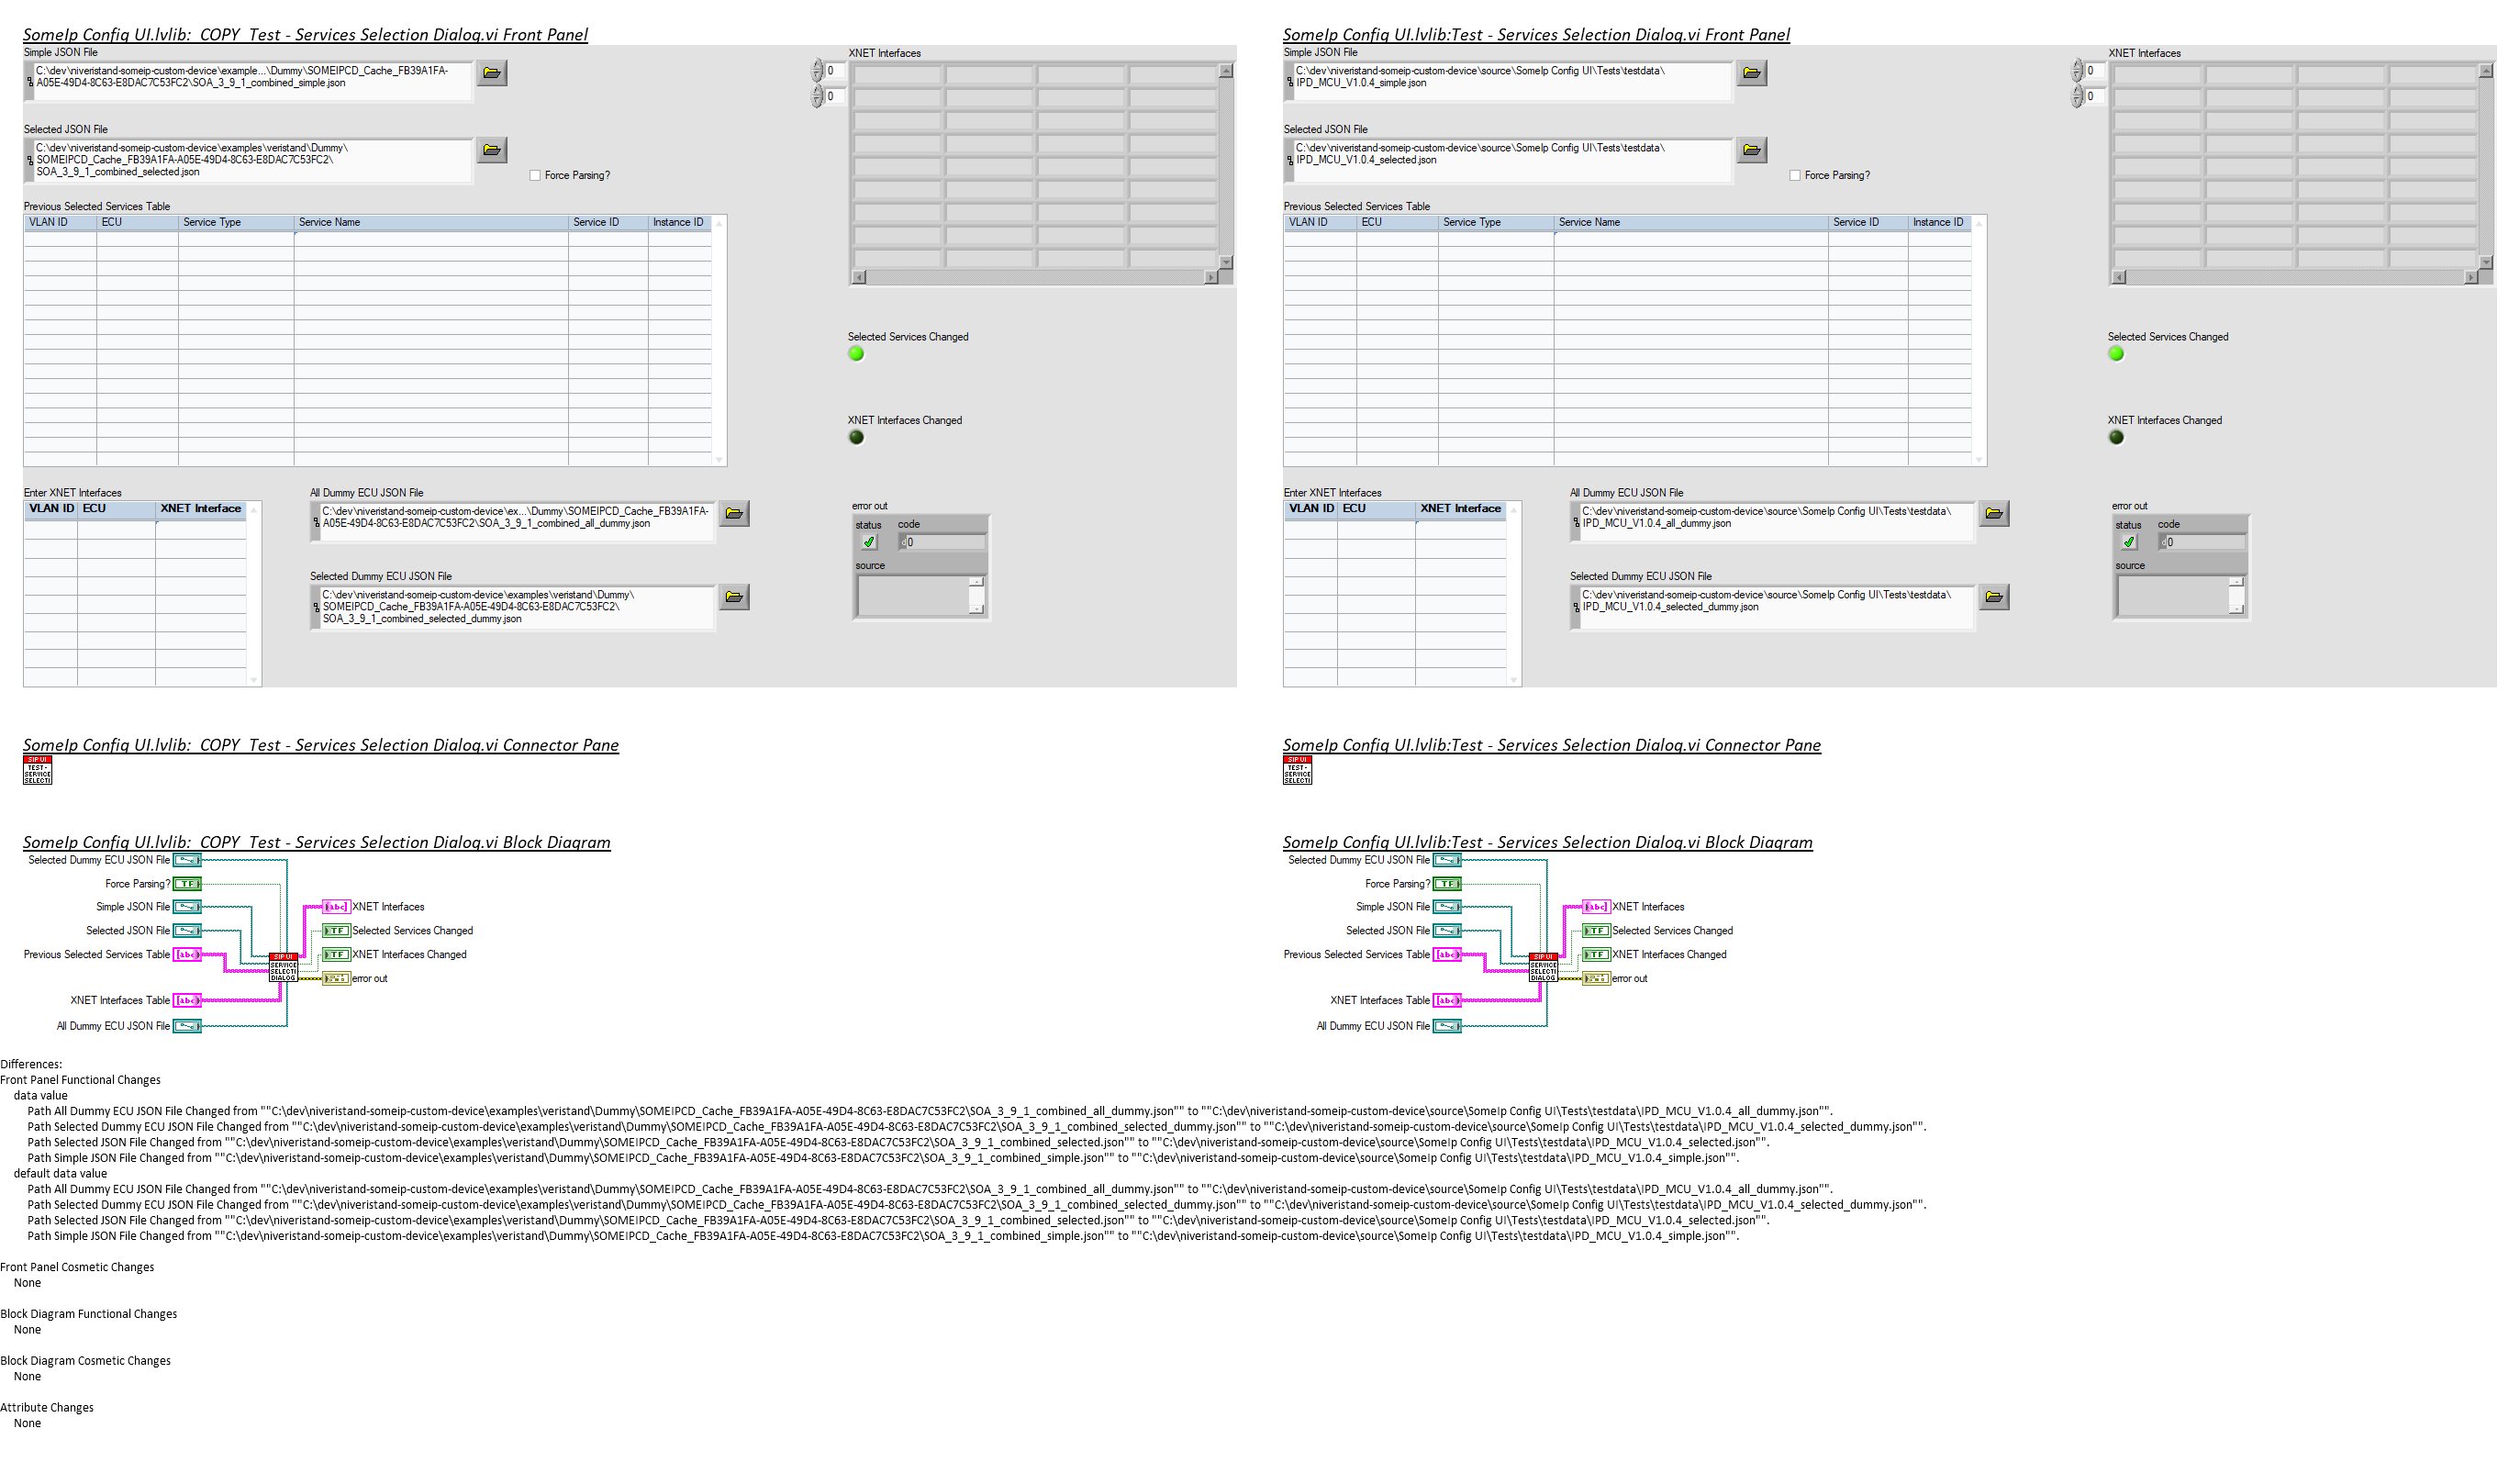 SomeIp Config UI.lvlib:_COPY_Test - Services Selection Dialog.vi Front Panel
Simple JSON File
C:\dev\niveristand-someip-custom-device\example...\Dummy\SOMEIPCD_Cache_FB39A1FA-
A05E-49D4-8C63-E8DAC7C53FC2\SOA_3_9_1_combined_simple.json
Selected JSON File
C:\dev\niveristand-someip-custom-device\examples\veristand\Dummy\
SOMEIPCD_Cache_FB39A1FA-A05E-49D4-8C63-E8DAC7C53FC2\
SOA_3_9_1_combined_selected.json
Force Parsing?
Previous Selected Services Table
VLAN ID ECU Service Type Service Name Service ID Instance ID
Enter XNET Interfaces
VLAN ID ECU XNET Interface
All Dummy ECU JSON File
C:\dev\niveristand-someip-custom-device\ex...\Dummy\SOMEIPCD_Cache_FB39A1FA-
A05E-49D4-8C63-E8DAC7C53FC2\SOA_3_9_1_combined_all_dummy.json
Selected Dummy ECU JSON File
C:\dev\niveristand-someip-custom-device\examples\veristand\Dummy\
SOMEIPCD_Cache_FB39A1FA-A05E-49D4-8C63-E8DAC7C53FC2\
SOA_3_9_1_combined_selected_dummy.json
XNET Interfaces
0
0
Selected Services Changed
XNET Interfaces Changed
error out
status code
d0
source
SomeIp Config UI.lvlib:Test - Services Selection Dialog.vi Front Panel
Simple JSON File
C:\dev\niveristand-someip-custom-device\source\SomeIp Config UI\Tests\testdata\
IPD_MCU_V1.0.4_simple.json
Selected JSON File
C:\dev\niveristand-someip-custom-device\source\SomeIp Config UI\Tests\testdata\
IPD_MCU_V1.0.4_selected.json
Force Parsing?
Previous Selected Services Table
VLAN ID ECU Service Type Service Name Service ID Instance ID
Enter XNET Interfaces
VLAN ID ECU XNET Interface
All Dummy ECU JSON File
C:\dev\niveristand-someip-custom-device\source\SomeIp Config UI\Tests\testdata\
IPD_MCU_V1.0.4_all_dummy.json
Selected Dummy ECU JSON File
C:\dev\niveristand-someip-custom-device\source\SomeIp Config UI\Tests\testdata\
IPD_MCU_V1.0.4_selected_dummy.json
XNET Interfaces
0
0
Selected Services Changed
XNET Interfaces Changed
error out
status code
d0
source
SomeIp Config UI.lvlib:_COPY_Test - Services Selection Dialog.vi Connector Pane
SIP UI
TEST -
SERVICE
SELECTI
SomeIp Config UI.lvlib:Test - Services Selection Dialog.vi Connector Pane
SIP UI
TEST -
SERVICE
SELECTI
SomeIp Config UI.lvlib:_COPY_Test - Services Selection Dialog.vi Block Diagram
Selected Dummy ECU JSON File
Force Parsing? TF
Simple JSON File
Selected JSON File
Previous Selected Services Table [abc]
XNET Interfaces Table [abc]
All Dummy ECU JSON File
SIP UI
SERVICE
SELECTI
DIALOG
[abc] XNET Interfaces
TF Selected Services Changed
TF XNET Interfaces Changed
error out
SomeIp Config UI.lvlib:Test - Services Selection Dialog.vi Block Diagram
Selected Dummy ECU JSON File
Force Parsing? TF
Simple JSON File
Selected JSON File
Previous Selected Services Table [abc]
XNET Interfaces Table [abc]
All Dummy ECU JSON File
SIP UI
SERVICE
SELECTI
DIALOG
[abc] XNET Interfaces
TF Selected Services Changed
TF XNET Interfaces Changed
error out
Differences:
Front Panel Functional Changes
data value
Path All Dummy ECU JSON File Changed from ""C:\dev\niveristand-someip-custom-device\examples\veristand\Dummy\SOMEIPCD_Cache_FB39A1FA-A05E-49D4-8C63-E8DAC7C53FC2\SOA_3_9_1_combined_all_dummy.json"" to ""C:\dev\niveristand-someip-custom-device\source\SomeIp Config UI\Tests\testdata\IPD_MCU_V1.0.4_all_dummy.json"".
Path Selected Dummy ECU JSON File Changed from ""C:\dev\niveristand-someip-custom-device\examples\veristand\Dummy\SOMEIPCD_Cache_FB39A1FA-A05E-49D4-8C63-E8DAC7C53FC2\SOA_3_9_1_combined_selected_dummy.json"" to ""C:\dev\niveristand-someip-custom-device\source\SomeIp Config UI\Tests\testdata\IPD_MCU_V1.0.4_selected_dummy.json"".
Path Selected JSON File Changed from ""C:\dev\niveristand-someip-custom-device\examples\veristand\Dummy\SOMEIPCD_Cache_FB39A1FA-A05E-49D4-8C63-E8DAC7C53FC2\SOA_3_9_1_combined_selected.json"" to ""C:\dev\niveristand-someip-custom-device\source\SomeIp Config UI\Tests\testdata\IPD_MCU_V1.0.4_selected.json"".
Path Simple JSON File Changed from ""C:\dev\niveristand-someip-custom-device\examples\veristand\Dummy\SOMEIPCD_Cache_FB39A1FA-A05E-49D4-8C63-E8DAC7C53FC2\SOA_3_9_1_combined_simple.json"" to ""C:\dev\niveristand-someip-custom-device\source\SomeIp Config UI\Tests\testdata\IPD_MCU_V1.0.4_simple.json"".
default data value
Path All Dummy ECU JSON File Changed from ""C:\dev\niveristand-someip-custom-device\examples\veristand\Dummy\SOMEIPCD_Cache_FB39A1FA-A05E-49D4-8C63-E8DAC7C53FC2\SOA_3_9_1_combined_all_dummy.json"" to ""C:\dev\niveristand-someip-custom-device\source\SomeIp Config UI\Tests\testdata\IPD_MCU_V1.0.4_all_dummy.json"".
Path Selected Dummy ECU JSON File Changed from ""C:\dev\niveristand-someip-custom-device\examples\veristand\Dummy\SOMEIPCD_Cache_FB39A1FA-A05E-49D4-8C63-E8DAC7C53FC2\SOA_3_9_1_combined_selected_dummy.json"" to ""C:\dev\niveristand-someip-custom-device\source\SomeIp Config UI\Tests\testdata\IPD_MCU_V1.0.4_selected_dummy.json"".
Path Selected JSON File Changed from ""C:\dev\niveristand-someip-custom-device\examples\veristand\Dummy\SOMEIPCD_Cache_FB39A1FA-A05E-49D4-8C63-E8DAC7C53FC2\SOA_3_9_1_combined_selected.json"" to ""C:\dev\niveristand-someip-custom-device\source\SomeIp Config UI\Tests\testdata\IPD_MCU_V1.0.4_selected.json"".
Path Simple JSON File Changed from ""C:\dev\niveristand-someip-custom-device\examples\veristand\Dummy\SOMEIPCD_Cache_FB39A1FA-A05E-49D4-8C63-E8DAC7C53FC2\SOA_3_9_1_combined_simple.json"" to ""C:\dev\niveristand-someip-custom-device\source\SomeIp Config UI\Tests\testdata\IPD_MCU_V1.0.4_simple.json"".
Front Panel Cosmetic Changes
None
Block Diagram Functional Changes
None
Block Diagram Cosmetic Changes
None
Attribute Changes
None